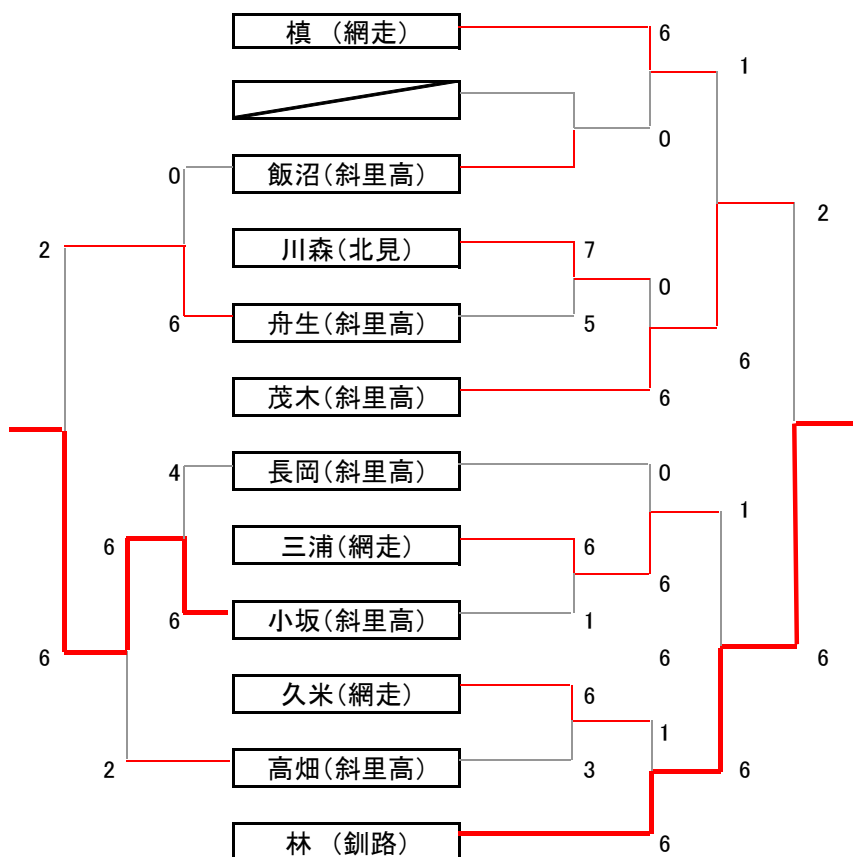 槙 （網走）
6
1
0
0
飯沼（斜里高）
2
2
川森（北見）
7
0
6
舟生（斜里高）
5
6
茂木（斜里高）
6
4
長岡（斜里高）
0
1
6
三浦（網走）
6
6
6
小坂（斜里高）
1
6
6
6
久米（網走）
6
1
2
高畑（斜里高）
3
6
林 （釧路）
6